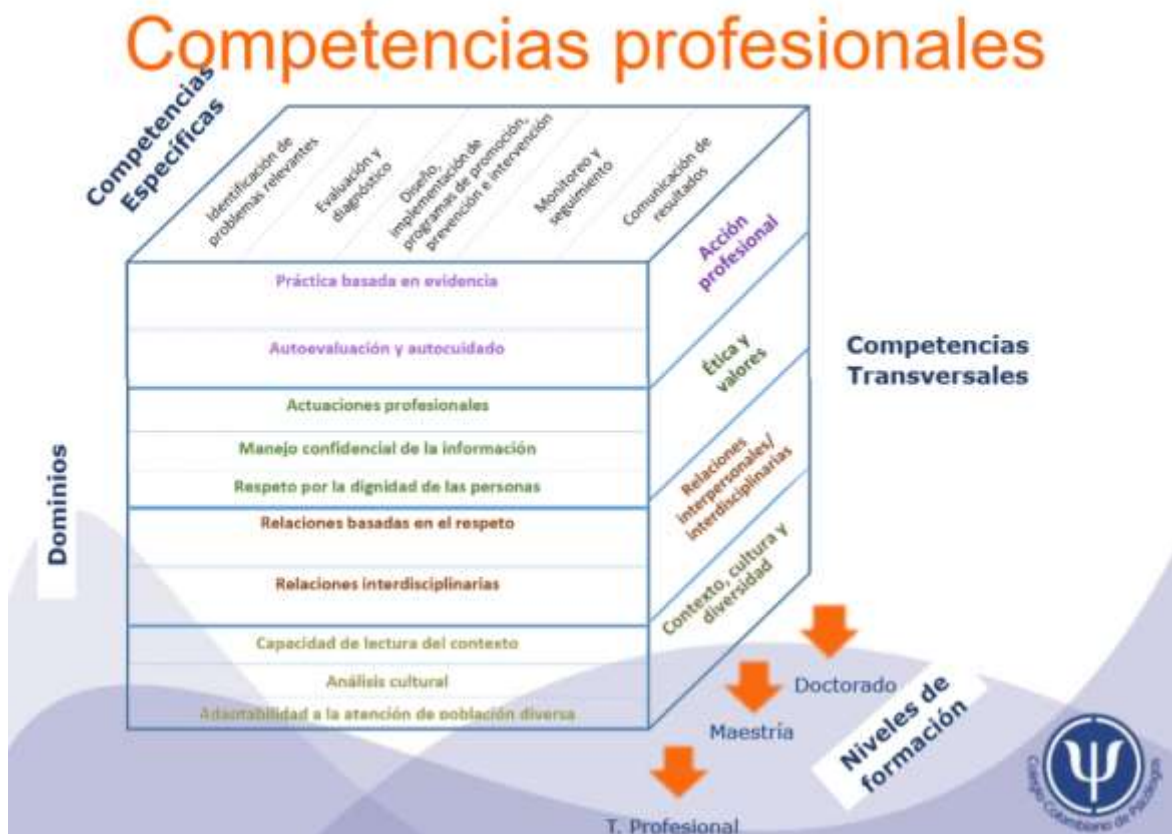 Competencias profesionales
Competencias
Específicas
Identificación de
problemas relevantes
Evaluación y
diagnóstico
Diseño,
implementación de
programas de promoción,
prevención e intervención
Monitoreo y
seguimiento
Comunicación de
resultados
Práctica basada en evidencia
Autoevaluación y autocuidado
Actuaciones profesionales
Manejo confidencial de la información
Respeto por la dignidad de las personas
Relaciones basadas en el respeto
Relaciones interdisciplinarias
Capacidad de lectura del contexto
Análisis cultural
Adaptabilidad a la atención de población diversa
Acción
profesional
Ética y
valores
Relaciones
interpersonales/
interdisciplinarias
Contexto, cultura y
diversidad
Competencias
Transversales
Dominios
Doctorado
Maestría
T. Profesional
Niveles de
formación
Ψ
Colegio Colombiano de Psicólogos